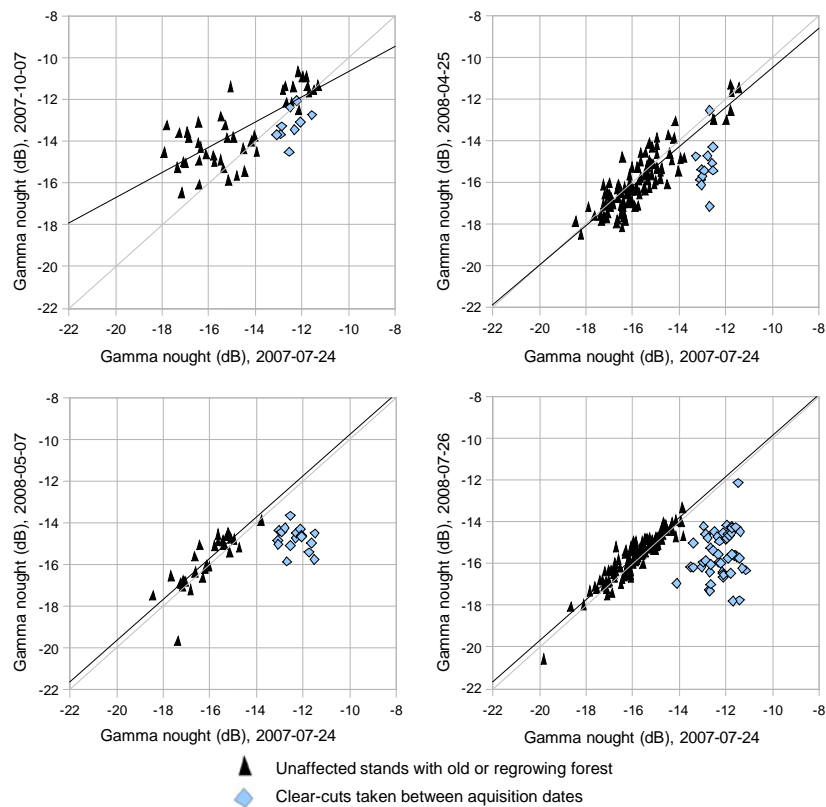 -8
-10
-12
-14
-16
-18
-20
-22
-22 -20 -18 -16 -14 -12 -10 -8
Gamma nought (dB), 2007-10-07
Gamma nought (dB), 2007-07-24
-8
-10
-12
-14
-16
-18
-20
-22
-22 -20 -18 -16 -14 -12 -10 -8
Gamma nought (dB), 2008-04-25
Gamma nought (dB), 2007-07-24
-8
-10
-12
-14
-16
-18
-20
-22
-22 -20 -18 -16 -14 -12 -10 -8
Gamma nought (dB), 2008-05-07
Gamma nought (dB), 2007-07-24
-8
-10
-12
-14
-16
-18
-20
-22
-22 -20 -18 -16 -14 -12 -10 -8
Gamma nought (dB), 2008-07-26
Gamma nought (dB), 2007-07-24
Unaffected stands with old or regrowing forest
Clear-cuts taken between aquisition dates